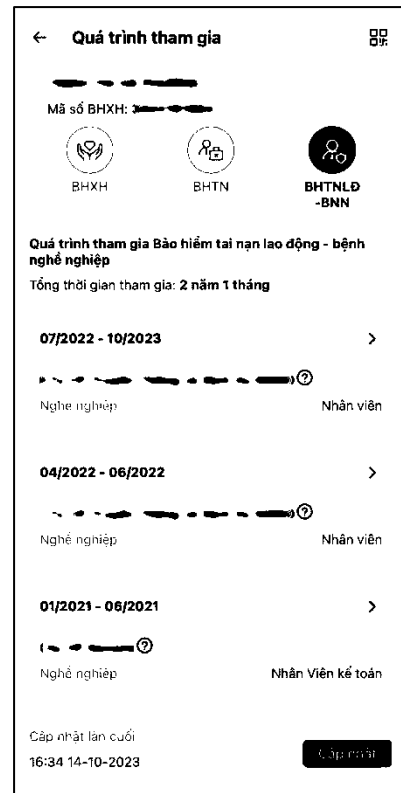 Quá trình tham gia
Mã số BHXH:
BHXH
BHTN
BHTNLĐ
-BNN
Quá trình tham gia Bảo hiểm tai nạn lao động - bệnh
nghề nghiệp
Tổng thời gian tham gia: 2 năm 1 tháng
07/2022 - 10/2023
Nghề nghiệp
Nhân viên
04/2022 - 06/2022
Nghề nghiệp
Nhân viên
01/2021 - 06/2021
Nghề nghiệp
Nhân Viên kế toán
Cập nhật lần cuối
16:34 14-10-2023
Cập nhật